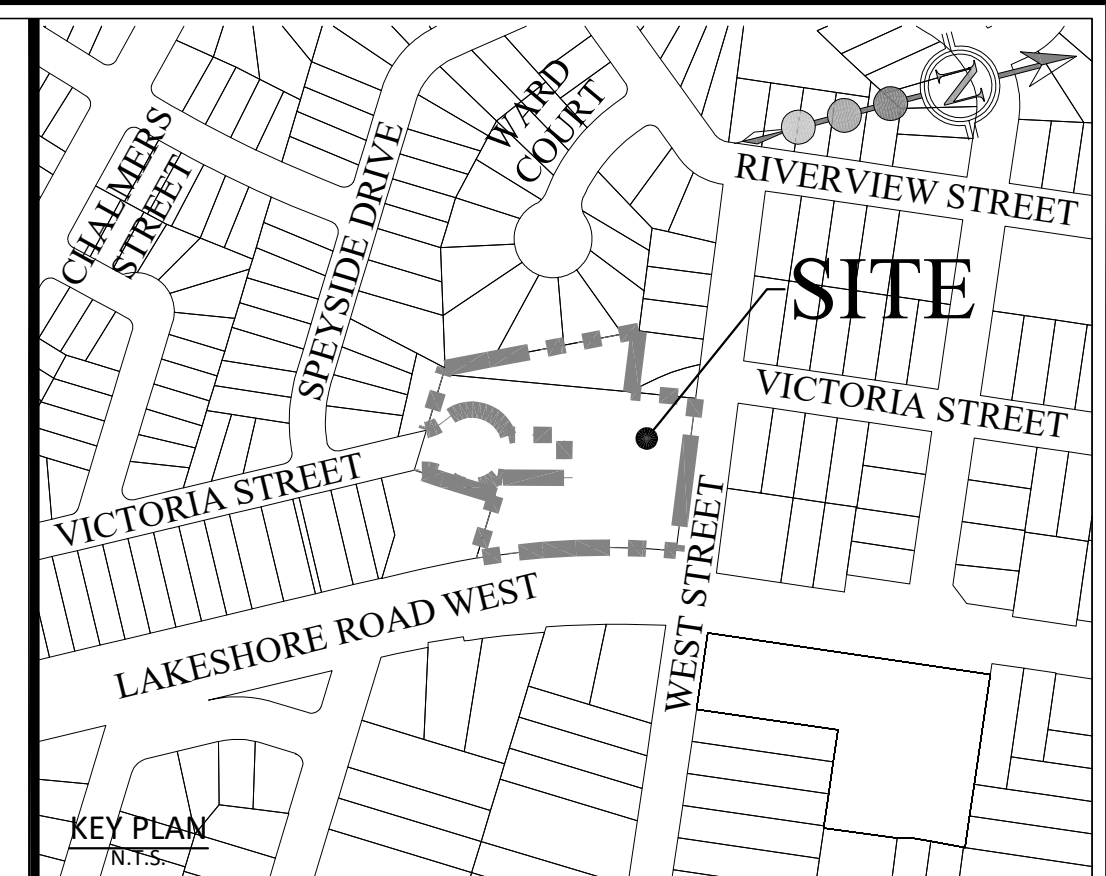 WARD
COURT
CHALMERS
STREET
SPEYSIDE DRIVE
N
RIVERVIEW STREET
SITE
VICTORIA STREET
VICTORIA STREET
WEST STREET
LAKESHORE ROAD WEST
KEY PLAN
N.T.S.